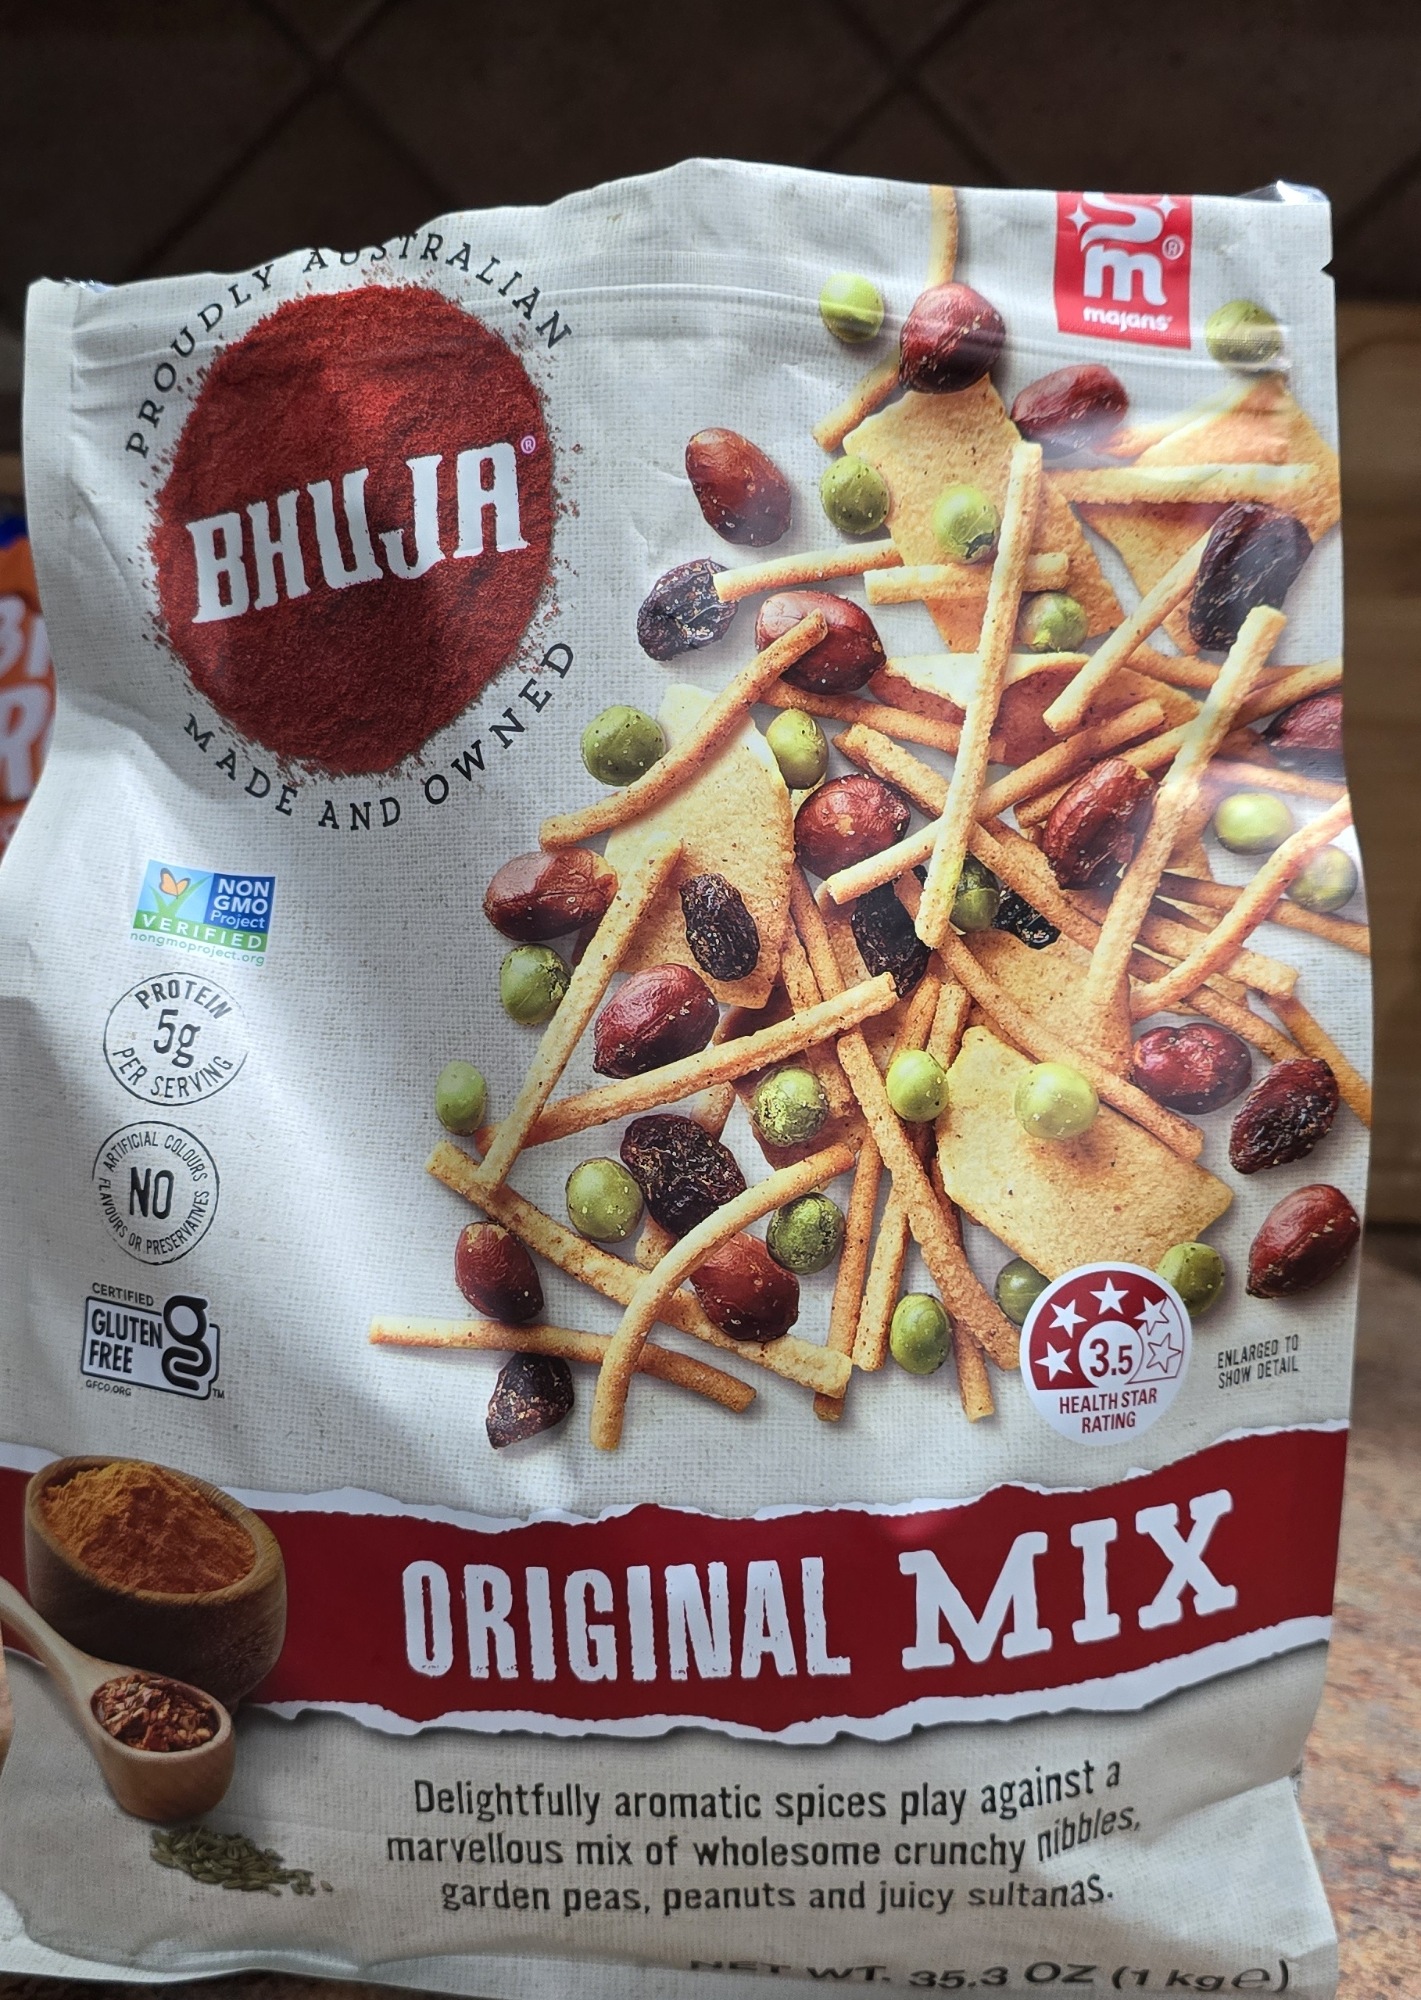 PROUDLY AUSTRALIAN
BHUJA®
MADE AND OWNED
m®
majans®
NON
GMO
Project
VERIFIED
nongmoproject.org
PROTEIN
5g
PER SERVING
ARTIFICIAL COLOURS
NO
FLAVOURS OR PRESERVATIVES
CERTIFIED
GLUTEN
FREE
GFCO.ORG
TM
3.5
HEALTH STAR
RATING
ENLARGED TO
SHOW DETAIL
ORIGINAL MIX
Delightfully aromatic spices play against a
marvellous mix of wholesome crunchy nibbles,
garden peas, peanuts and juicy sultanas.
NET WT. 35.3 OZ (1 kg e)